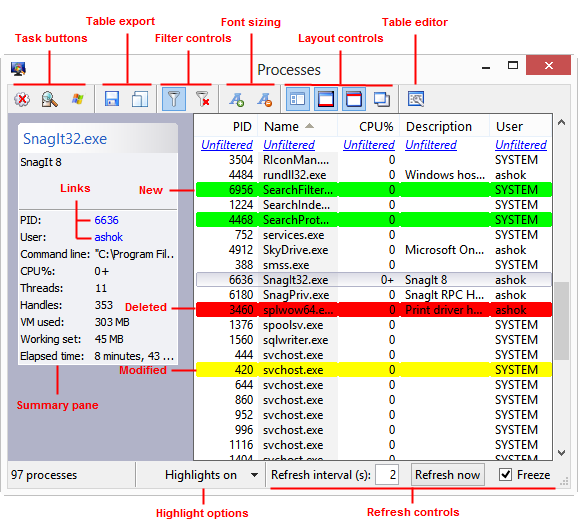 Table export Font sizing Table editor
Task buttons Filter controls Layout controls
Processes
SnagIt32.exe
SnagIt 8
Links
PID: 6636
User: ashok
Command line: "C:\Program Fil...
CPU%: 0+
Threads: 11
Handles: 353
VM used: 303 MB
Working set: 45 MB
Elapsed time: 8 minutes, 43 ...
Summary pane
New
Deleted
Modified
PID Name CPU% Description User
Unfiltered Unfiltered Unfiltered Unfiltered Unfiltered
3504 RIconMan.... 0 SYSTEM
4484 rundll32.exe 0 Windows hos... ashok
6956 SearchFilter... 0 SYSTEM
1224 SearchInde... 0 SYSTEM
4468 SearchProt... 0 SYSTEM
752 services.exe 0 SYSTEM
4912 SkyDrive.exe 0 Microsoft On... ashok
388 smss.exe 0 SYSTEM
6636 SnagIt32.exe 0+ SnagIt 8 ashok
6180 SnagPriv.exe 0 SnagIt RPC H... ashok
3460 splwow64.e... 0 Print driver h... ashok
1376 spoolsv.exe 0 SYSTEM
1560 sqlwriter.exe 0 SYSTEM
444 svchost.exe 0 SYSTEM
420 svchost.exe 0 SYSTEM
644 svchost.exe 0 SYSTEM
860 svchost.exe 0 SYSTEM
952 svchost.exe 0 SYSTEM
996 svchost.exe 0 SYSTEM
1116 svchost.exe 0 SYSTEM
1404 svchost.exe 0 SYSTEM
97 processes Highlights on Refresh interval (s): 2 Refresh now Freeze
Highlight options Refresh controls